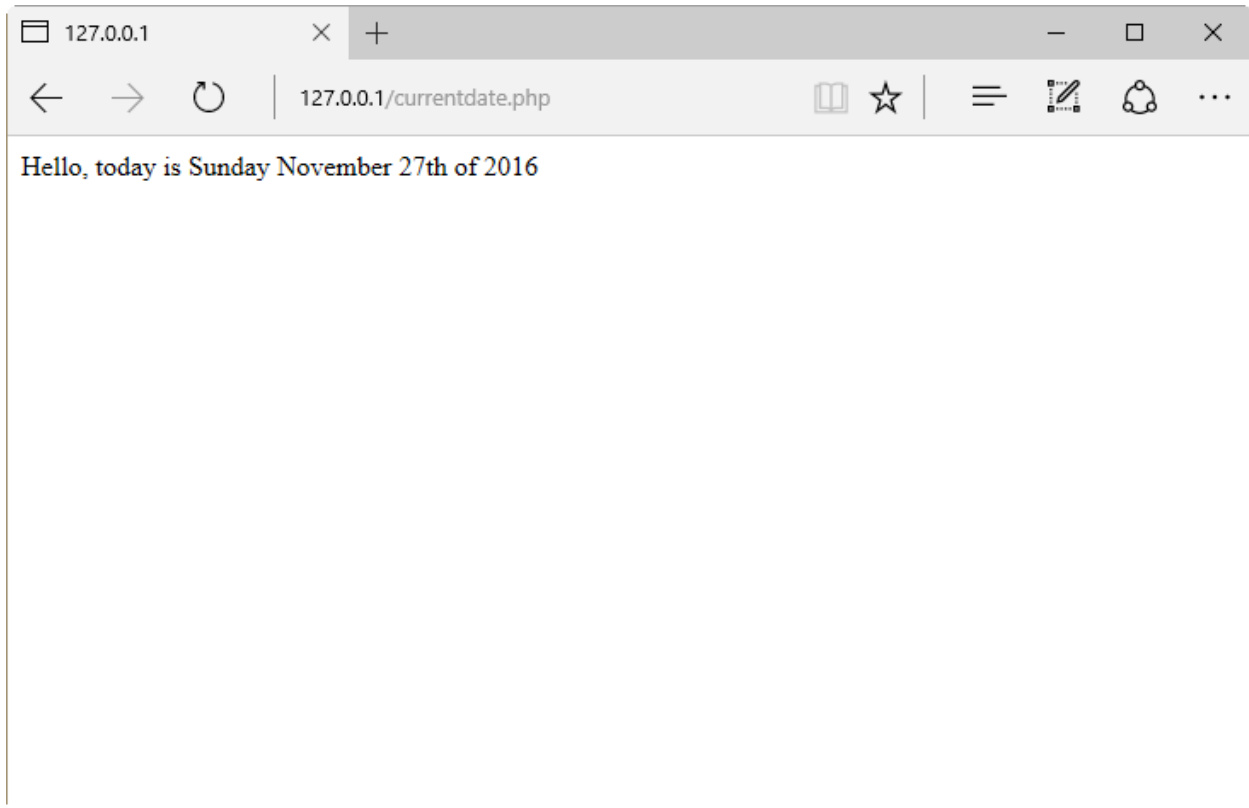 127.0.0.1
127.0.0.1/currentdate.php
Hello, today is Sunday November 27th of 2016